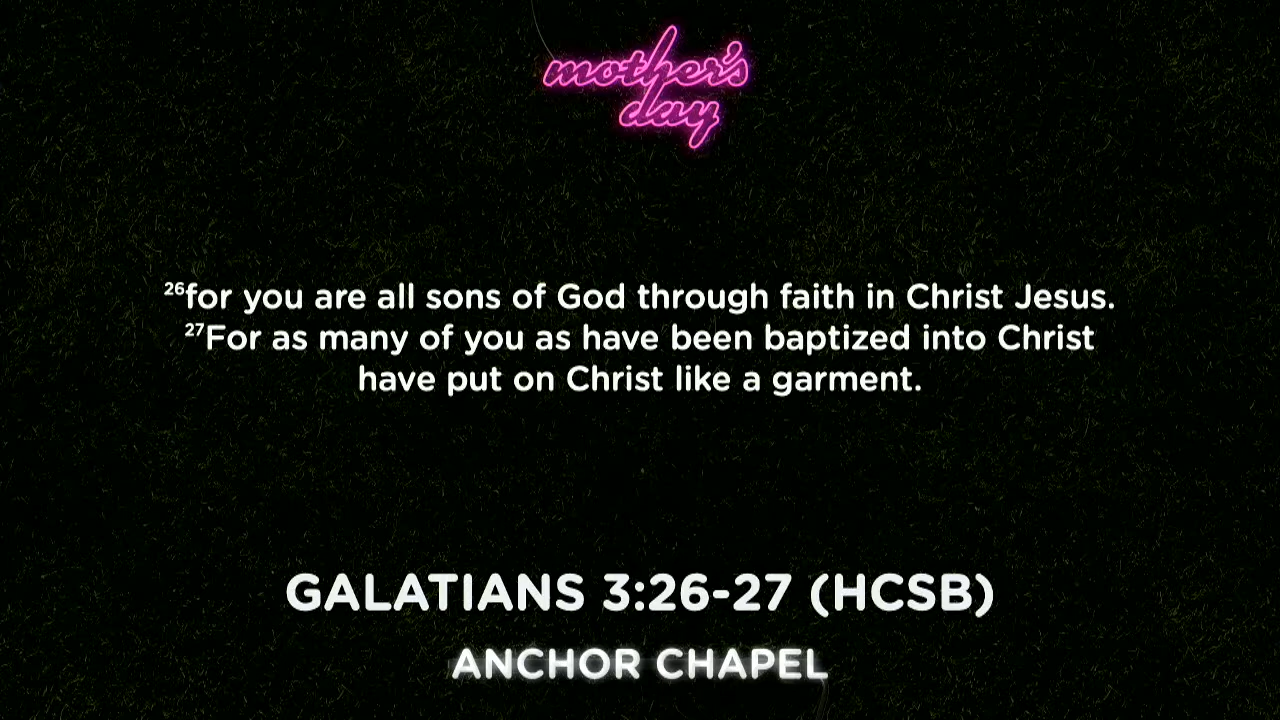 mother's
day
26for you are all sons of God through faith in Christ Jesus.
27For as many of you as have been baptized into Christ
have put on Christ like a garment.
GALATIANS 3:26-27 (HCSB)
ANCHOR CHAPEL